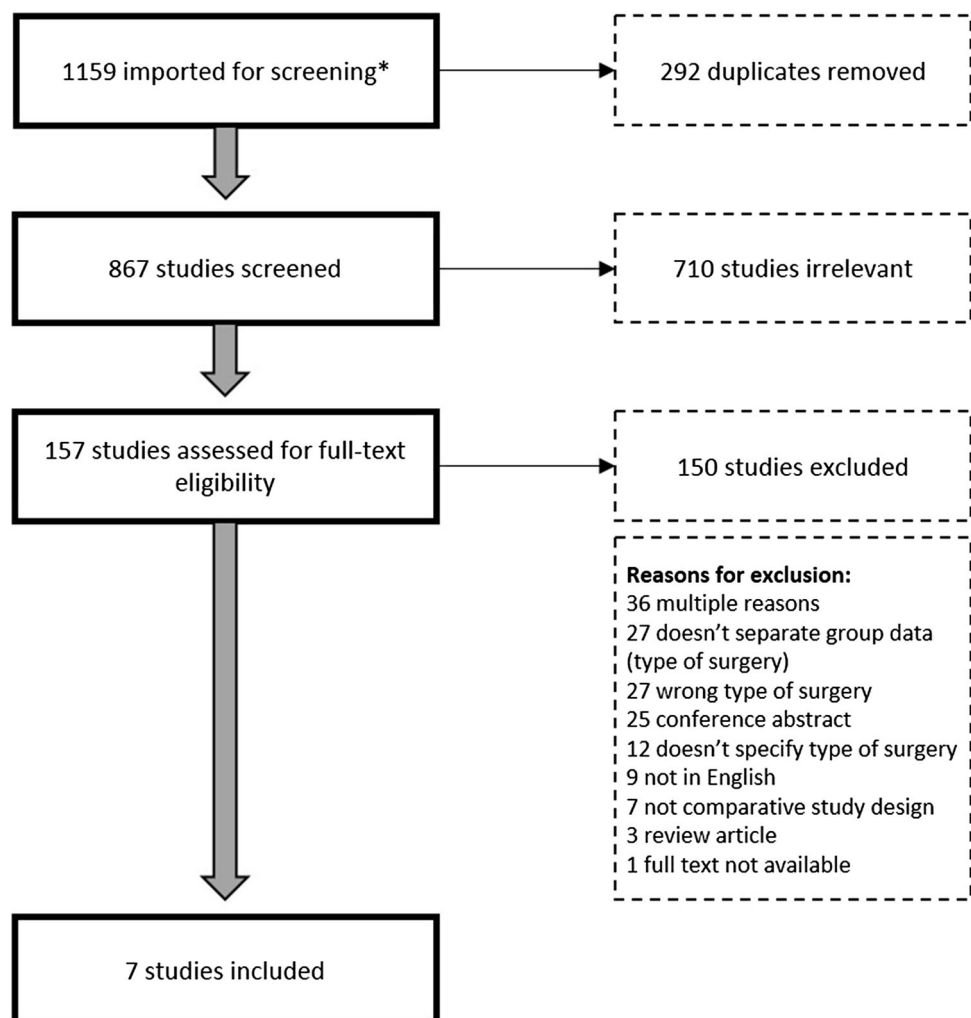 1159 imported for screening*
292 duplicates removed
867 studies screened
710 studies irrelevant
157 studies assessed for full-text
eligibility
150 studies excluded
Reasons for exclusion:
36 multiple reasons
27 doesn’t separate group data
(type of surgery)
27 wrong type of surgery
25 conference abstract
12 doesn’t specify type of surgery
9 not in English
7 not comparative study design
3 review article
1 full text not available
7 studies included